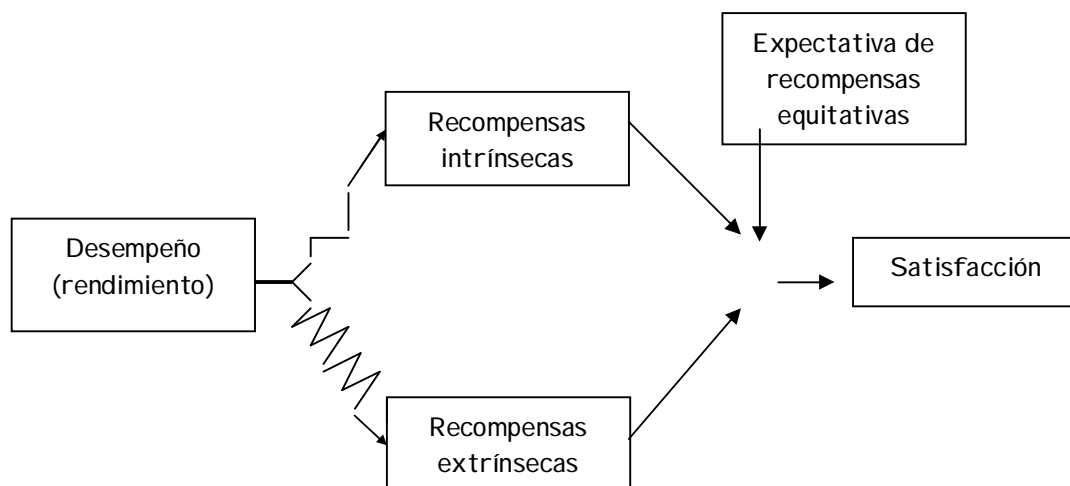 Expectativa de
recompensas
equitativas
Recompensas
intrínsecas
Desempeño
(rendimiento)
Satisfacción
Recompensas
extrínsecas